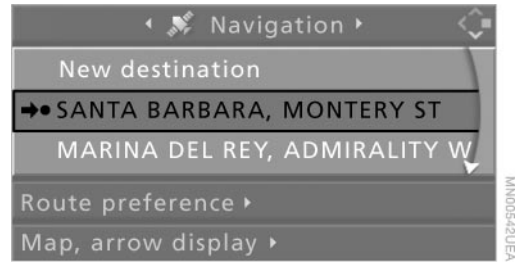 Navigation
New destination
SANTA BARBARA, MONTERY ST
MARINA DEL REY, ADMIRALITY W
Route preference
Map, arrow display
MN00542UEA